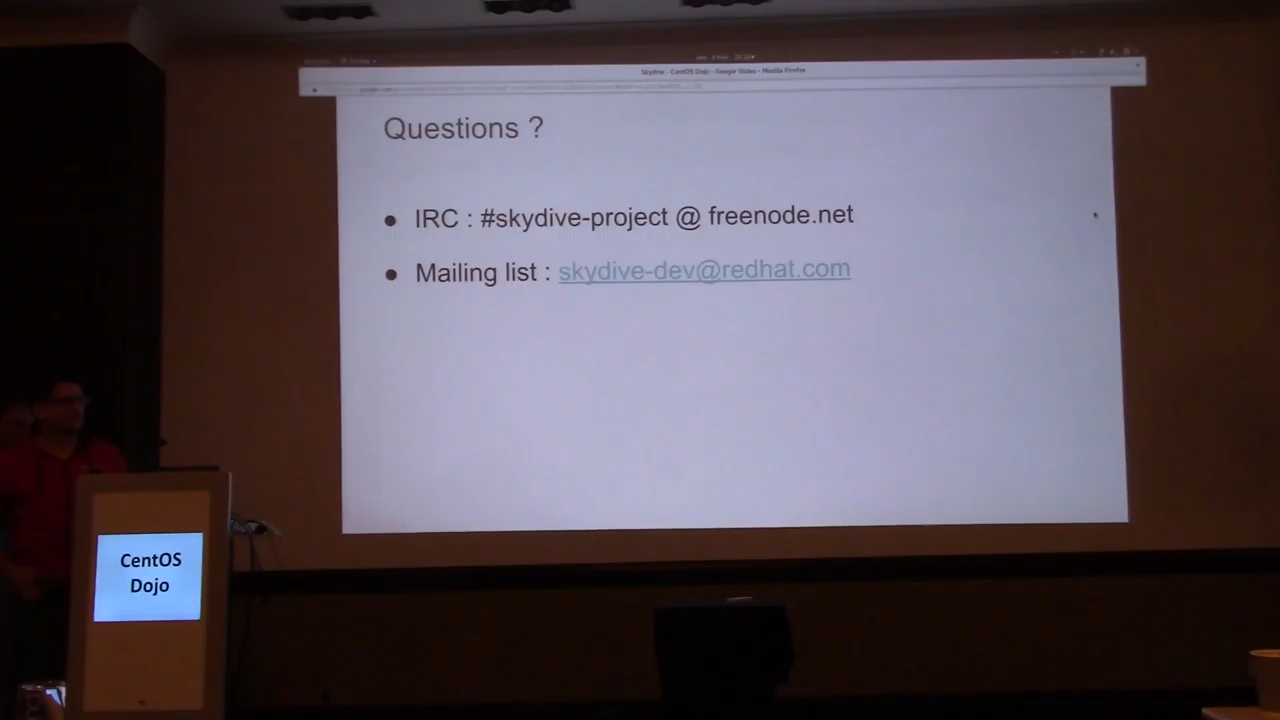 Skydive - CentOS Dojo - Google Slides - Mozilla Firefox
Questions ?
● IRC : #skydive-project @ freenode.net
● Mailing list : skydive-dev@redhat.com
CentOS
Dojo